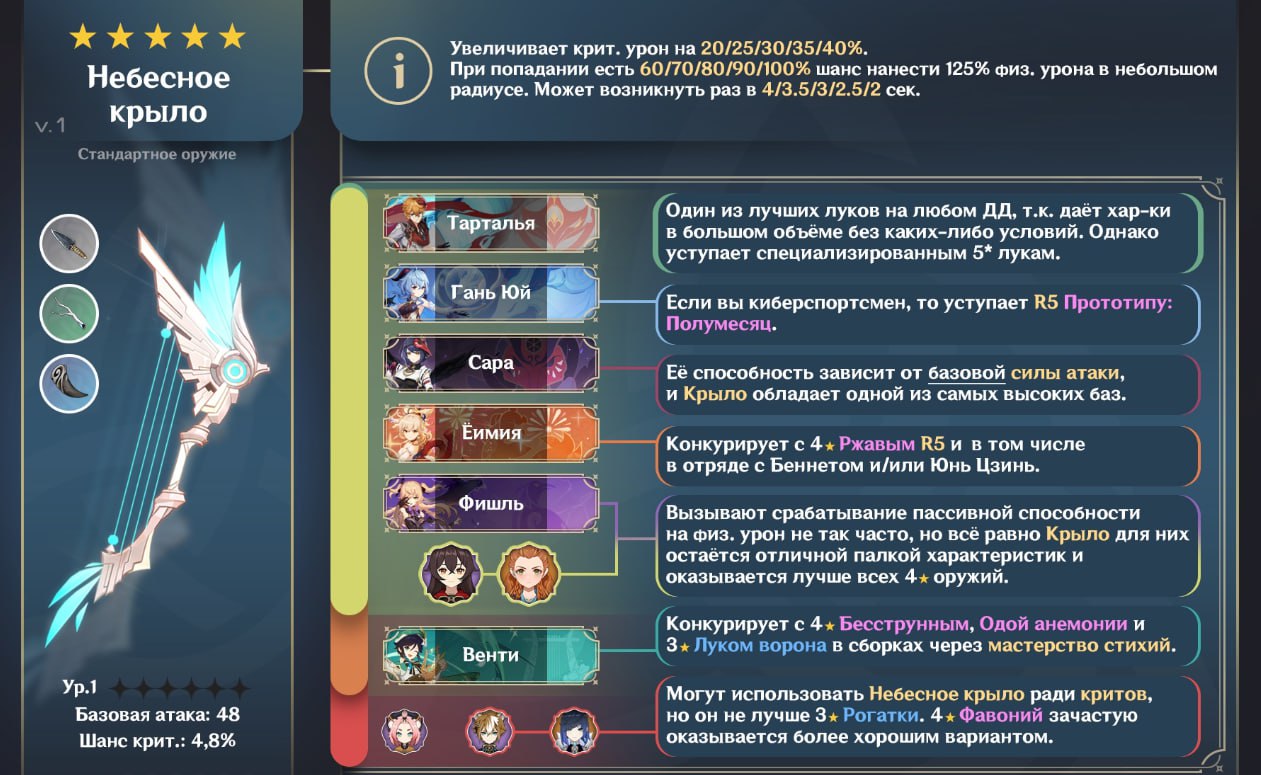 Небесное
крыло
v.1
Стандартное оружие
Увеличивает крит. урон на 20/25/30/35/40%.
При попадании есть 60/70/80/90/100% шанс нанести 125% физ. урона в небольшом
радиусе. Может возникнуть раз в 4/3.5/3/2.5/2 сек.
Тарталья
Один из лучших луков на любом ДД, т.к. даёт хар-ки
в большом объёме без каких-либо условий. Однако
уступает специализированным 5* лукам.
Гань Юй
Если вы киберспортсмен, то уступает R5 Прототипу:
Полумесяц.
Сара
Её способность зависит от базовой силы атаки,
и Крыло обладает одной из самых высоких баз.
Ёимия
Конкурирует с 4★ Ржавым R5 и в том числе
в отряде с Беннетом и/или Юнь Цзинь.
Фишль
Вызывают срабатывание пассивной способности
на физ. урон не так часто, но всё равно Крыло для них
остаётся отличной палкой характеристик и
оказывается лучше всех 4★ оружий.
Венти
Конкурирует с 4★ Бесструнным, Одой анемонии и
3★ Луком ворона в сборках через мастерство стихий.
Могут использовать Небесное крыло ради критов,
но он не лучше 3★ Рогатки. 4★ Фавоний зачастую
оказывается более хорошим вариантом.
Ур.1
Базовая атака: 48
Шанс крит.: 4,8%